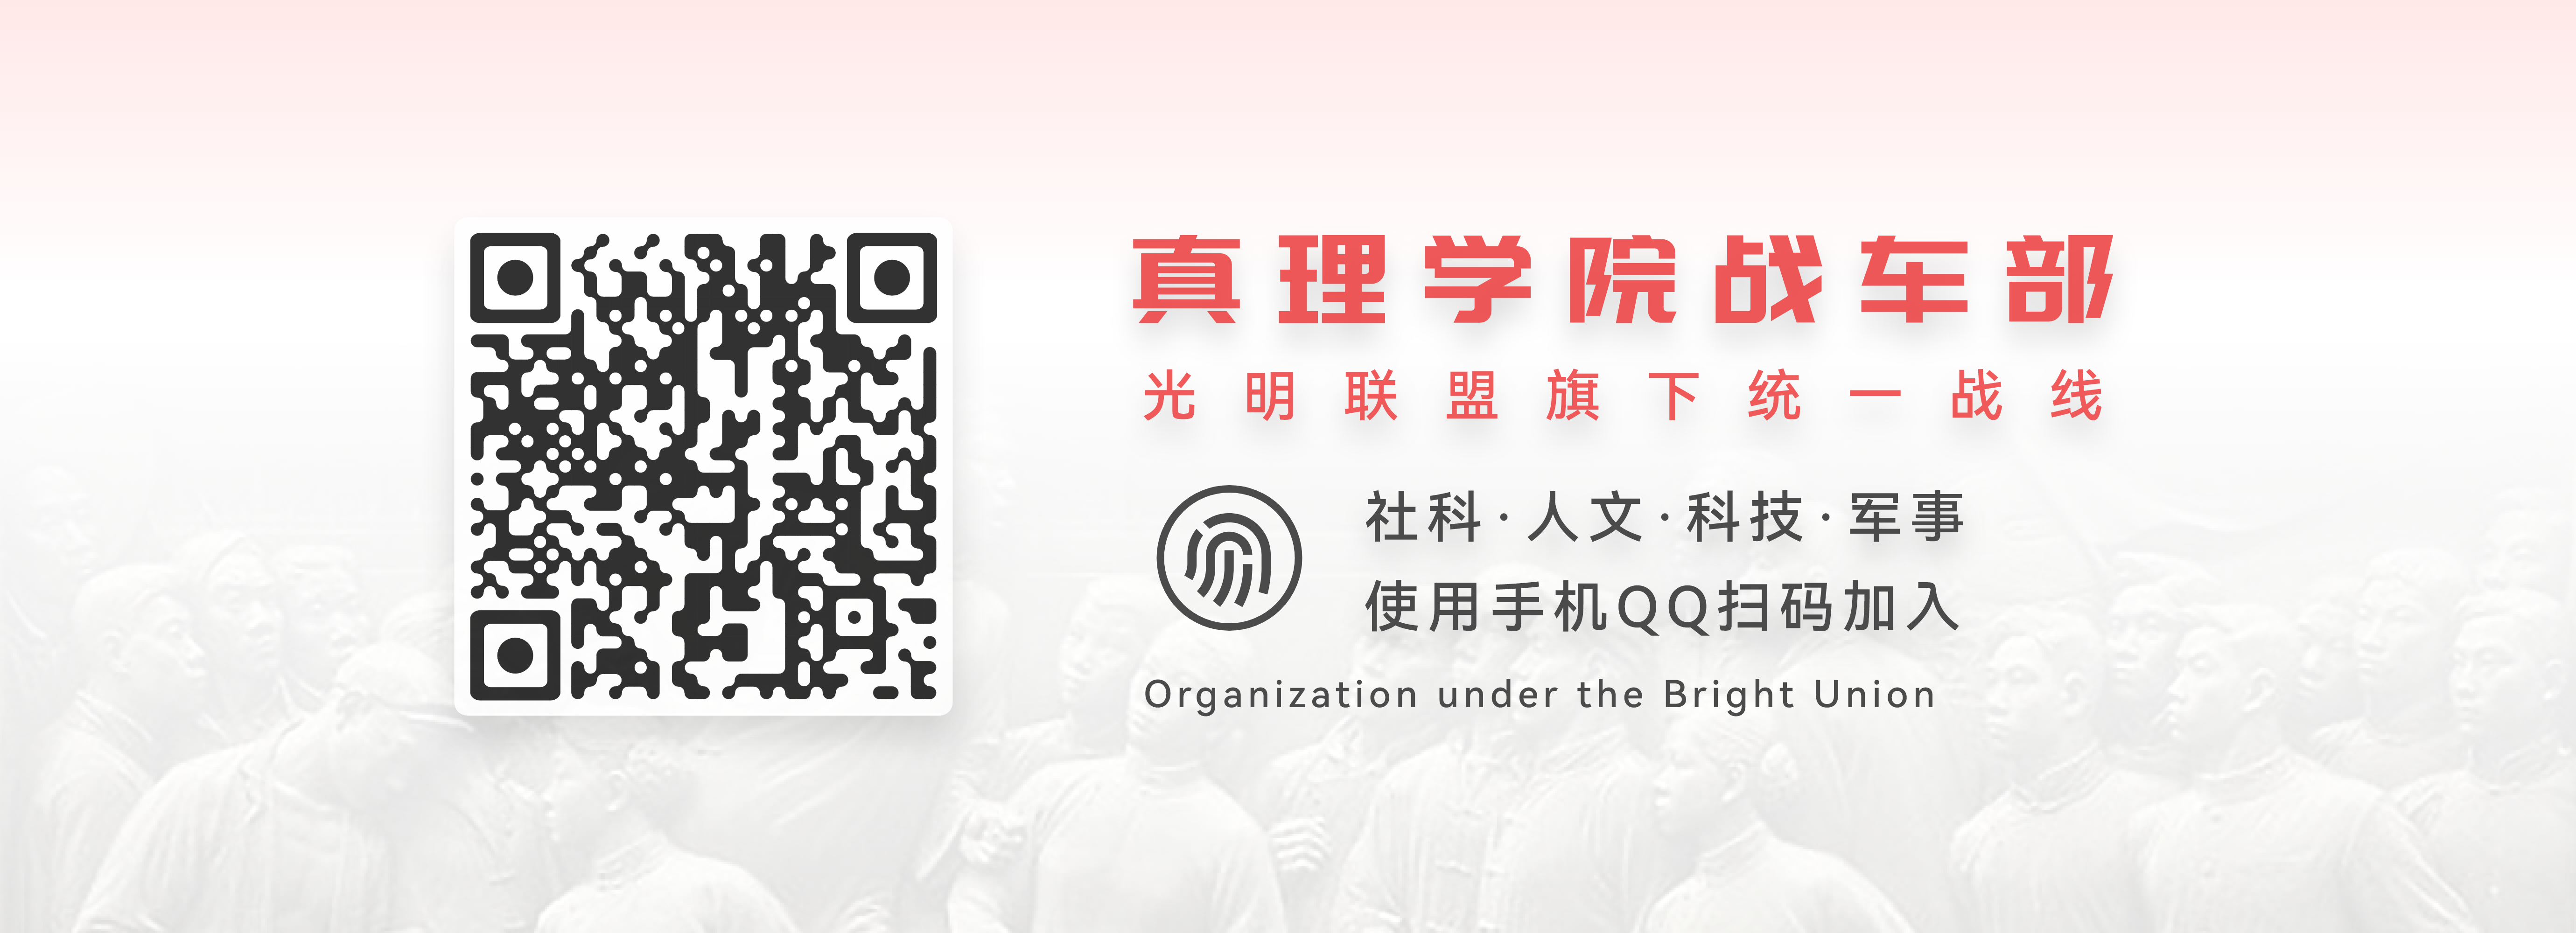 真理学院战车部
光明联盟旗下统一战线
社科·人文·科技·军事
使用手机QQ扫码加入
Organization under the Bright Union